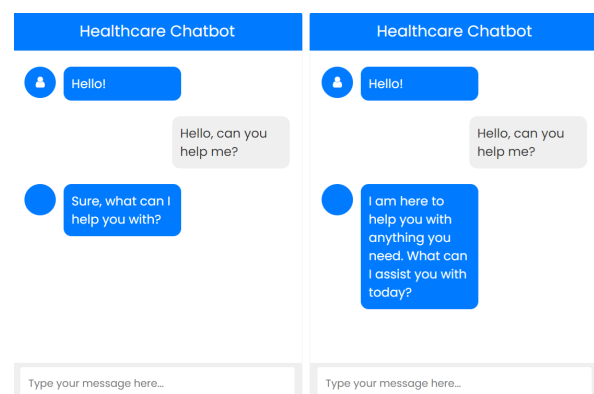 Healthcare Chatbot
Hello!
Hello, can you
help me?
Sure, what can I
help you with?
Type your message here...
Healthcare Chatbot
Hello!
Hello, can you
help me?
I am here to
help you with
anything you
need. What can
I assist you with
today?
Type your message here...